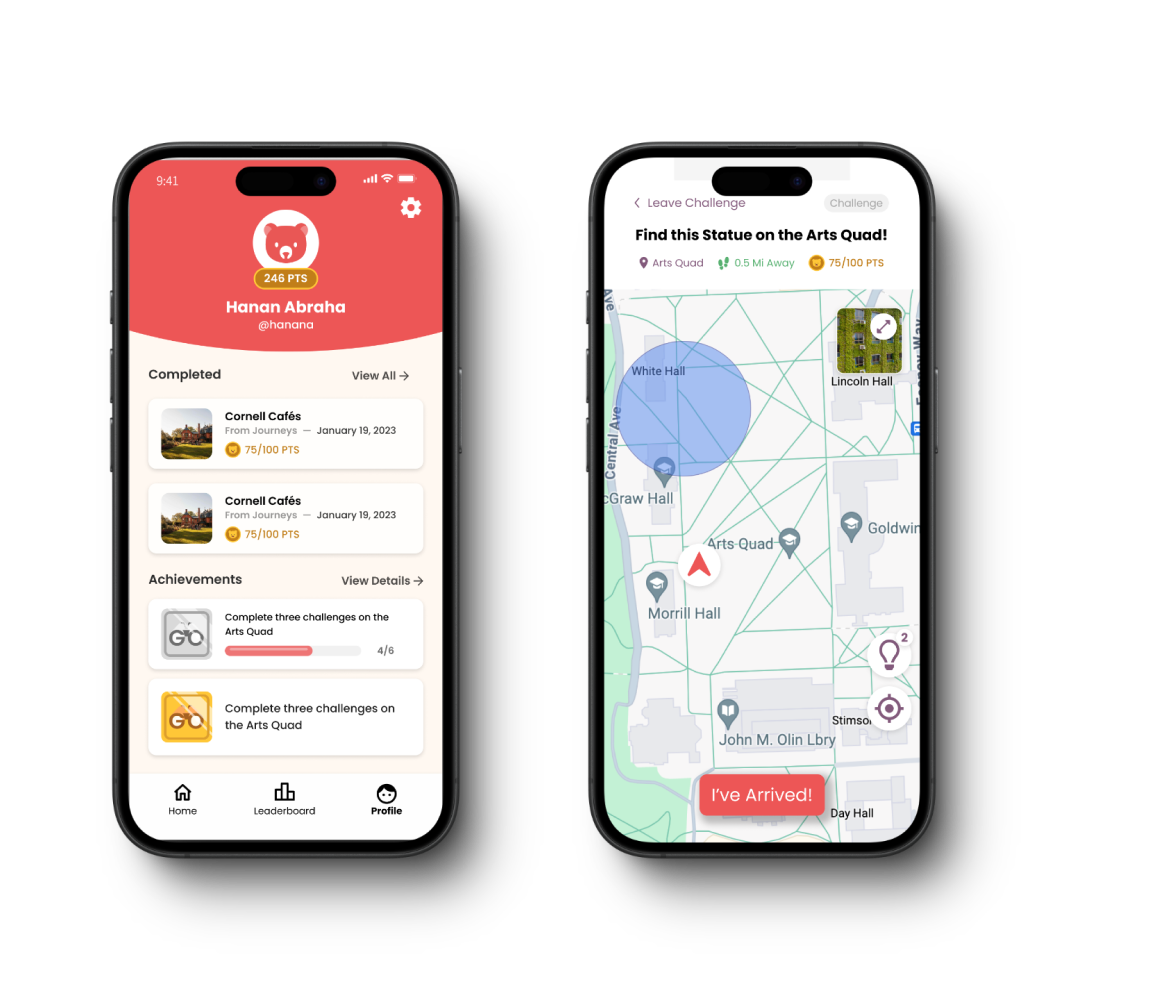 9:41
246 PTS
Hanan Abraha
@hanana
Completed
View All →
Cornell Cafés
From Journeys — January 19, 2023
75/100 PTS
Cornell Cafés
From Journeys — January 19, 2023
75/100 PTS
Achievements
View Details →
GO
Complete three challenges on the
Arts Quad
4/6
GO
Complete three challenges on
the Arts Quad
Home
Leaderboard
Profile
Leave Challenge
Challenge
Find this Statue on the Arts Quad!
Arts Quad
0.5 Mi Away
75/100 PTS
Ave
White Hall
Lincoln Hall
Central Ave
cGraw Hall
Arts Quad
Goldwin
Morrill Hall
2
Stimso
John M. Olin Lbry
I've Arrived!
Day Hall